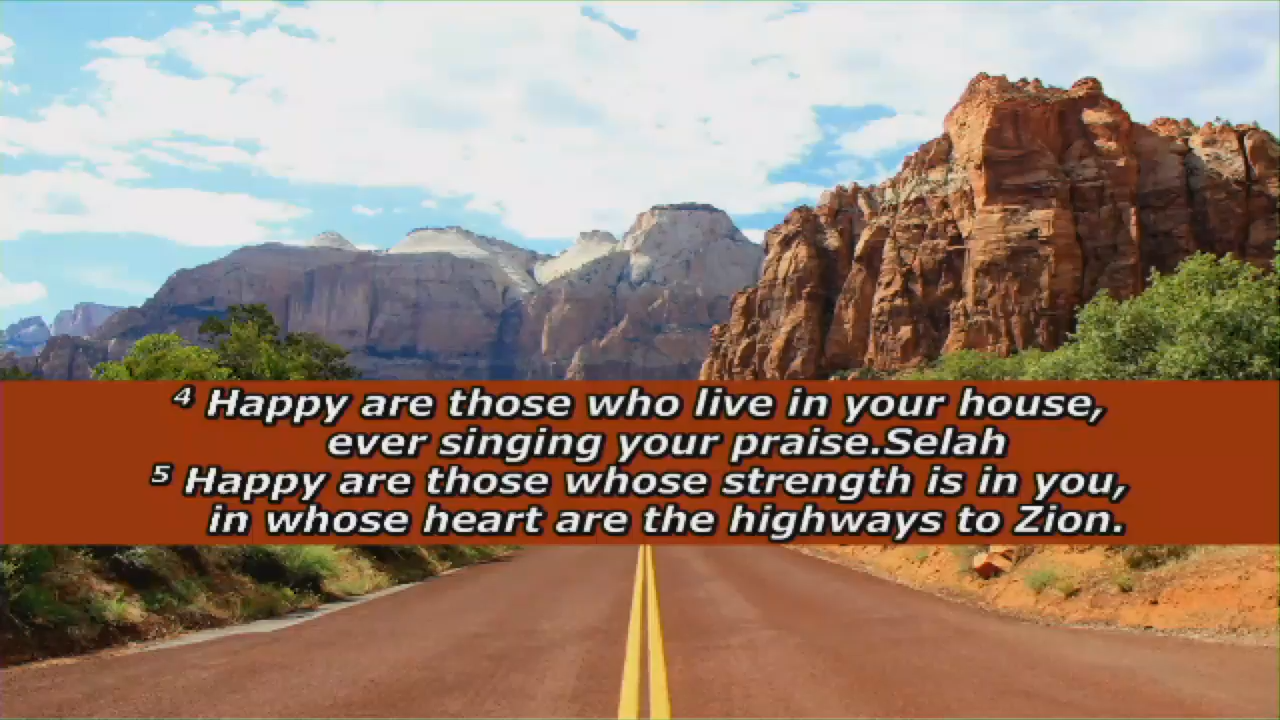 ⁴ Happy are those who live in your house,
ever singing your praise.Selah
⁵ Happy are those whose strength is in you,
in whose heart are the highways to Zion.